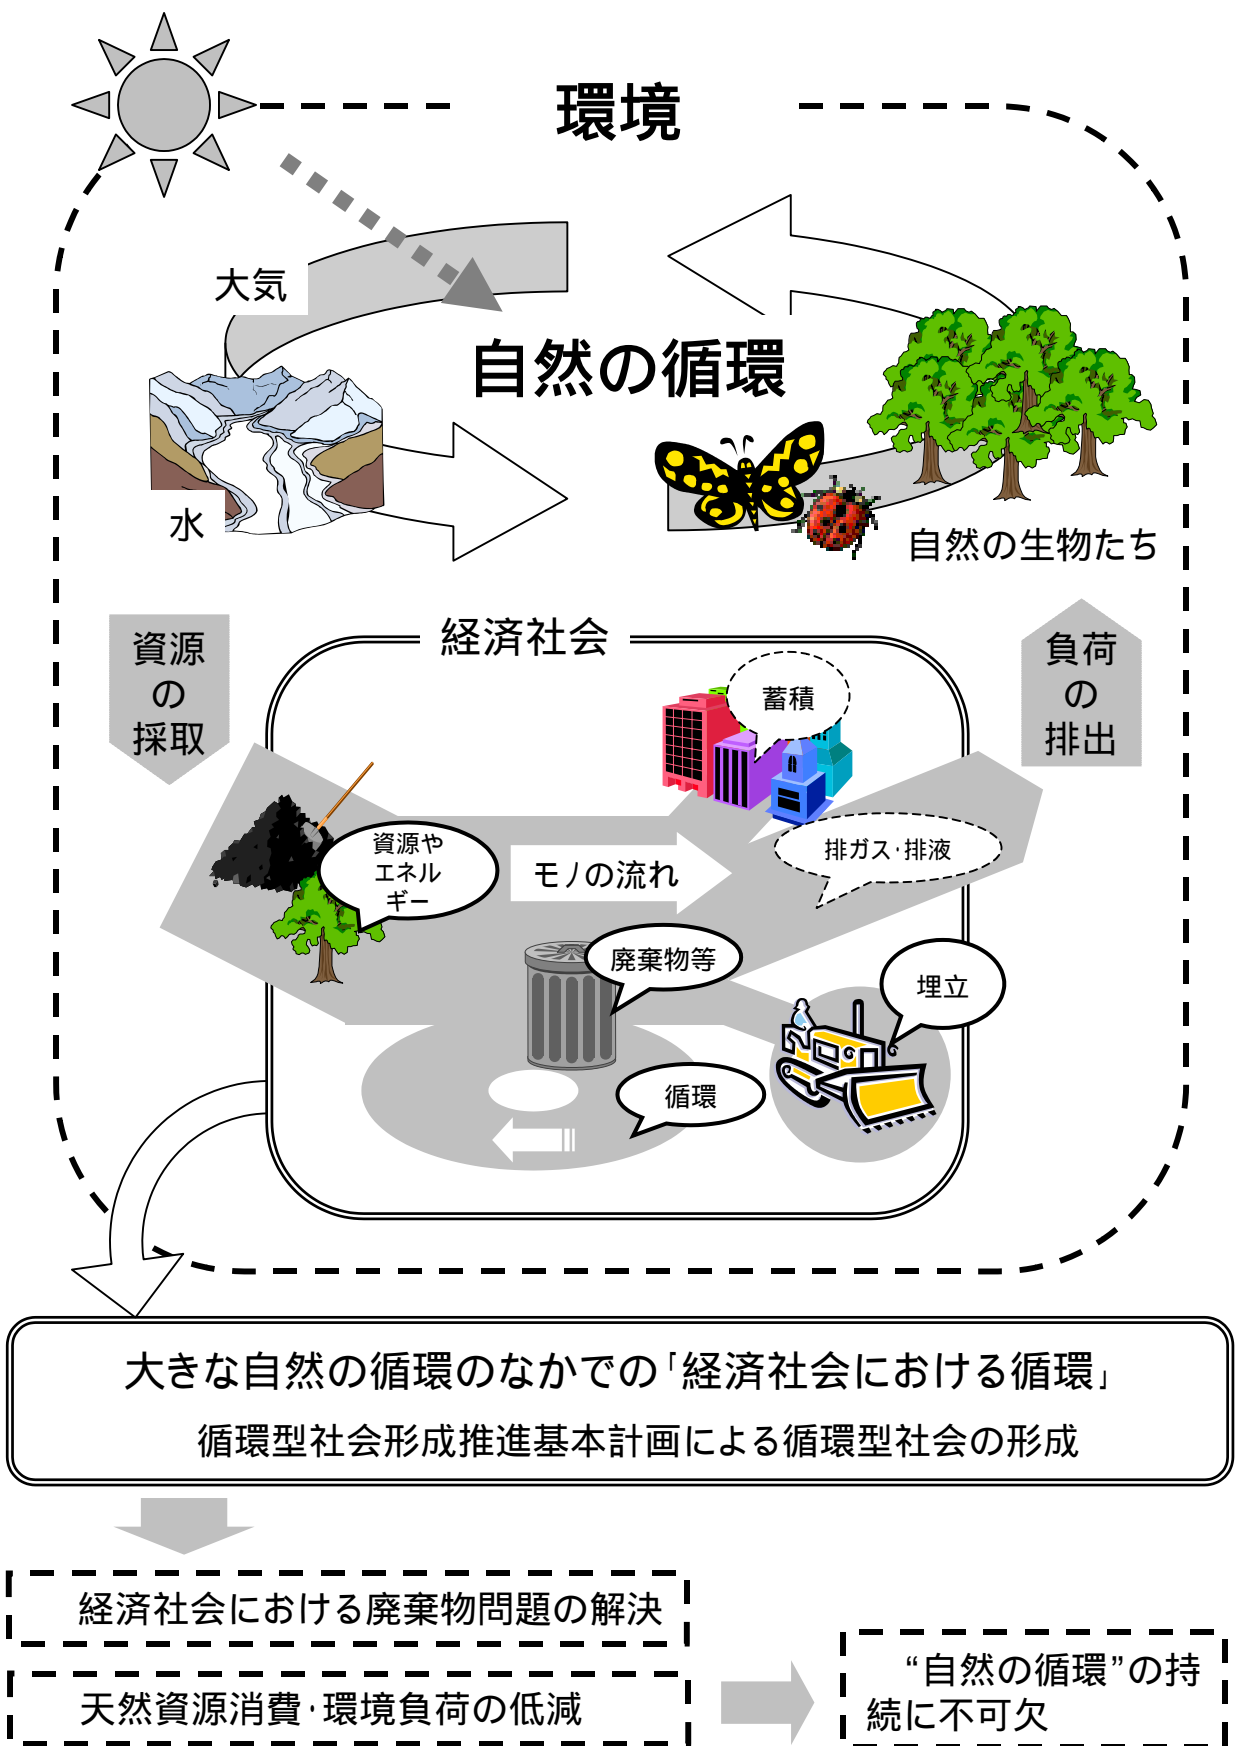 環境
大気
自然の循環
水
自然の生物たち
資源
の
採取
経済社会
負荷
の
排出
蓄積
資源や
エネル
ギー
モノの流れ
排ガス･排液
廃棄物等
埋立
循環
大きな自然の循環のなかでの｢経済社会における循環｣
循環型社会形成推進基本計画による循環型社会の形成
経済社会における廃棄物問題の解決
天然資源消費･環境負荷の低減
“自然の循環”の持
続に不可欠